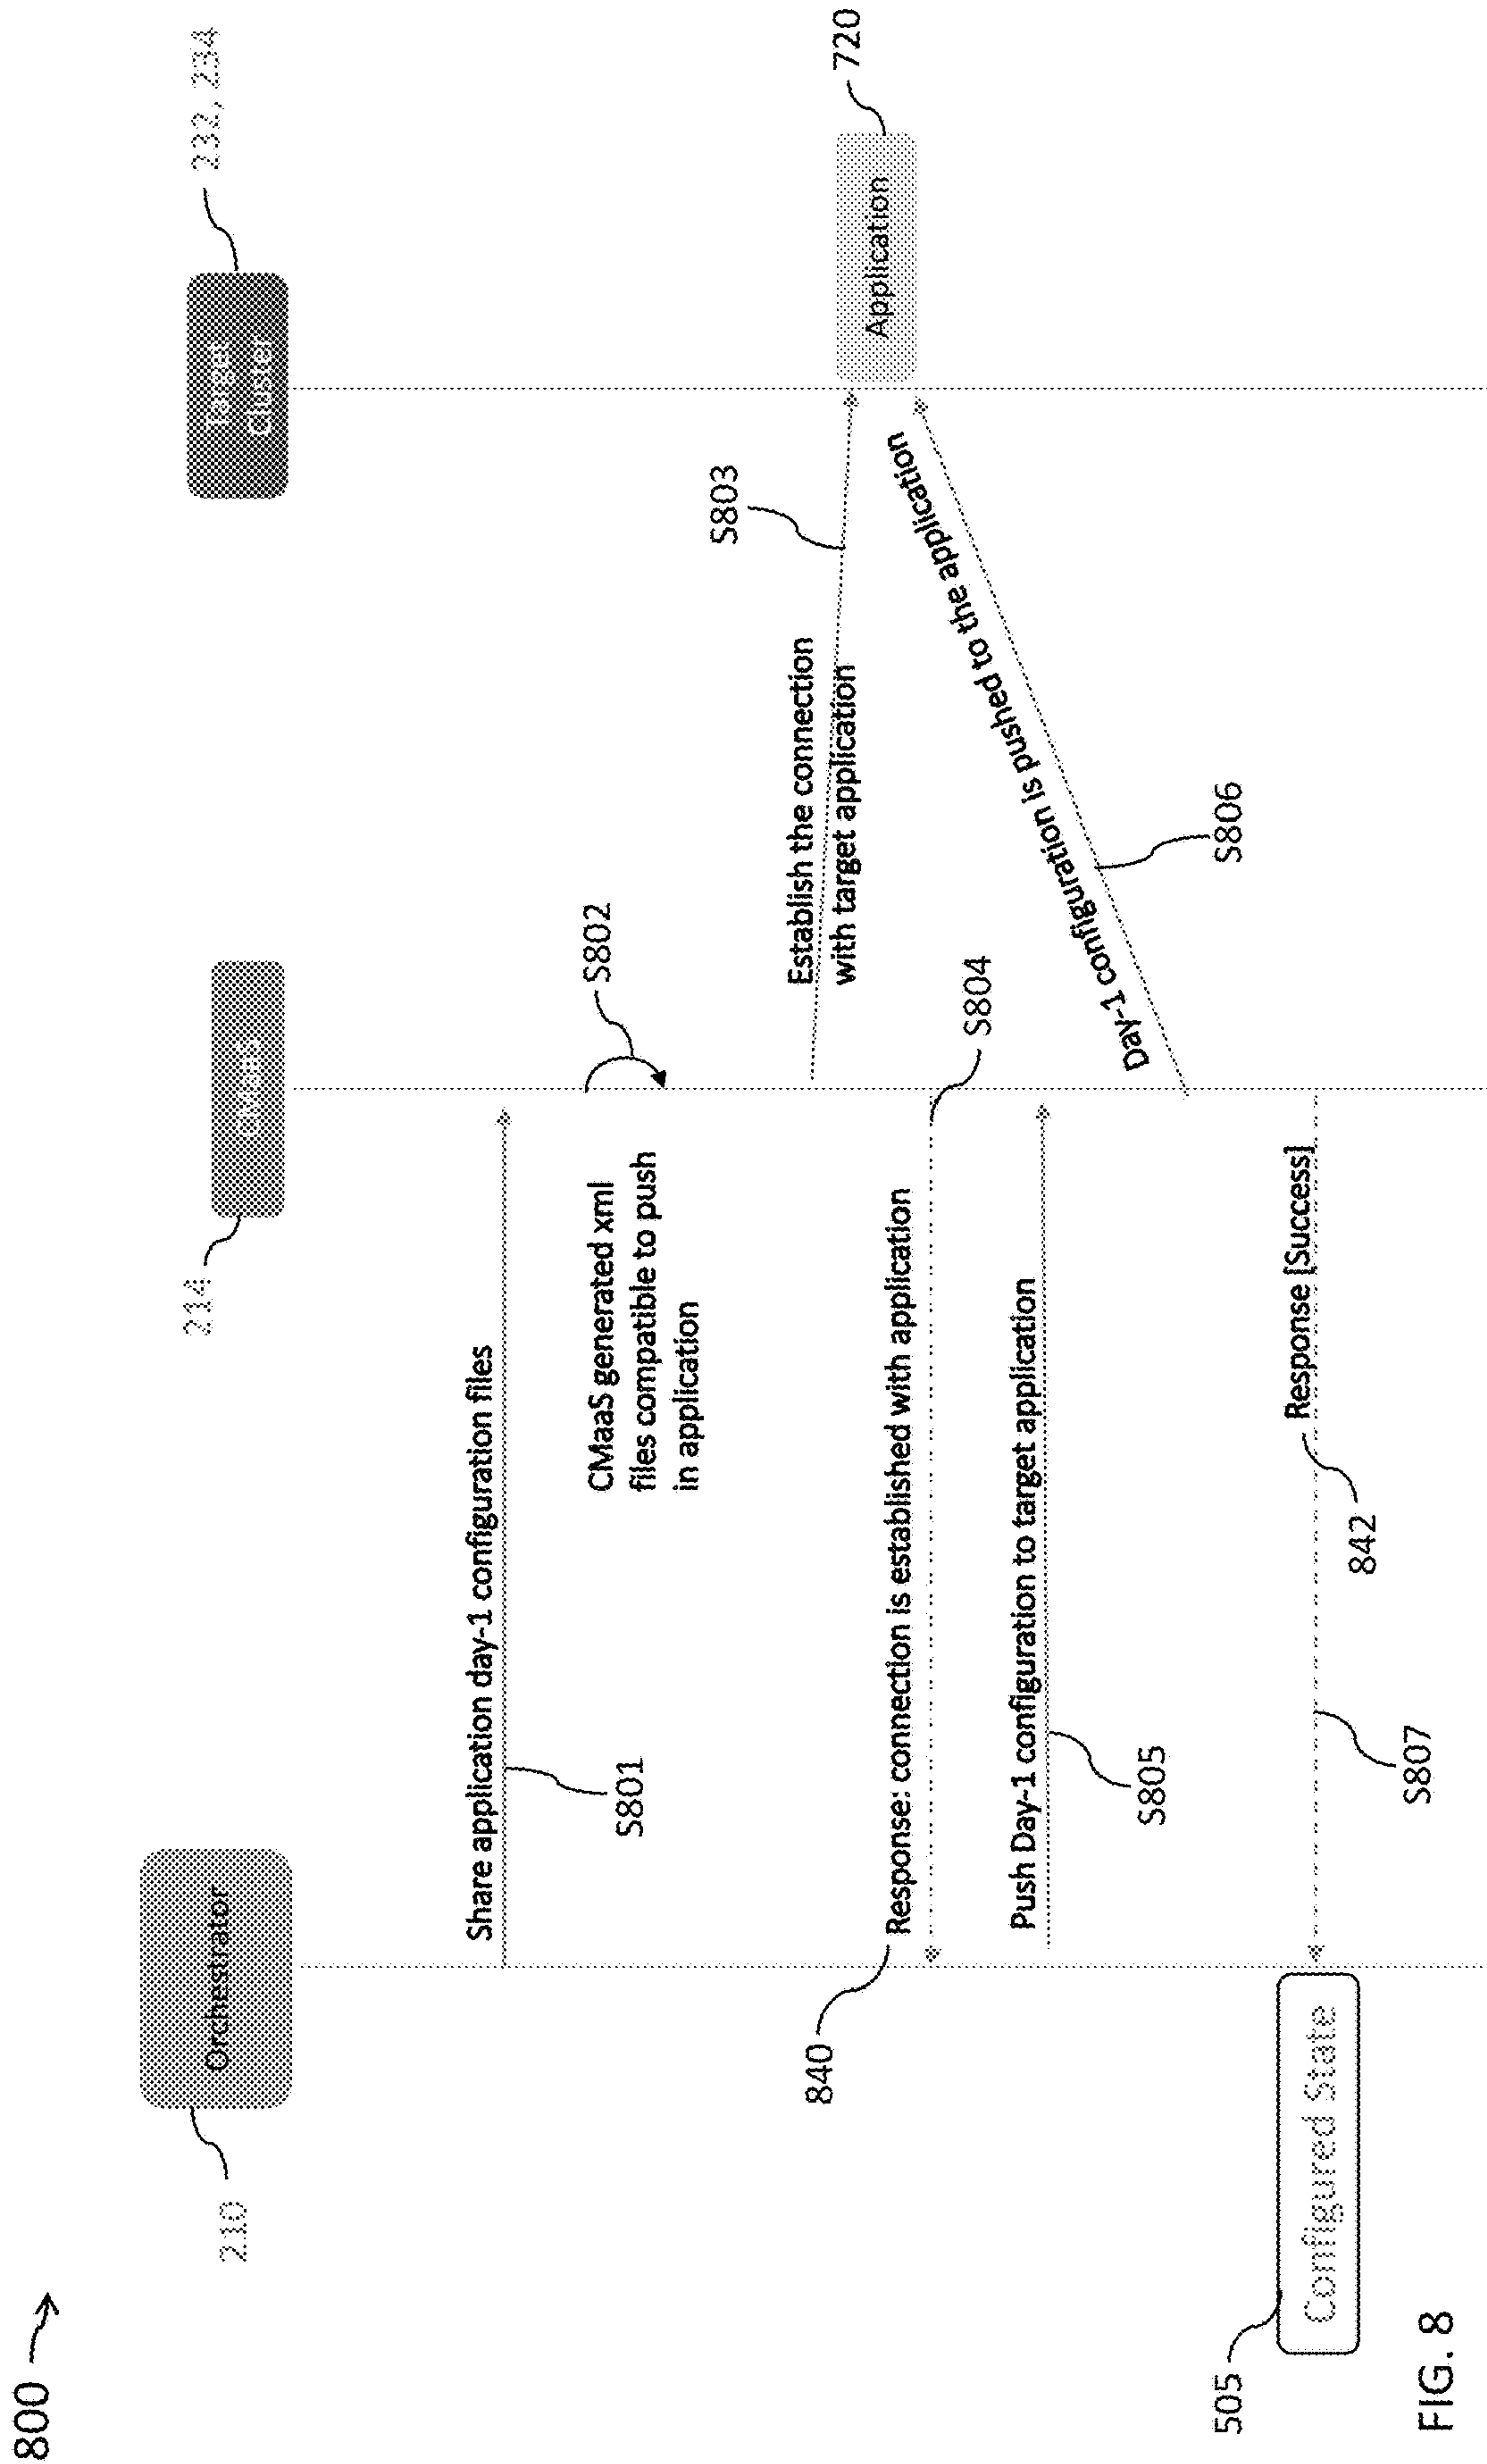 800
210
Orchestrator
214
CMaaS
Target
Cluster
232, 234
Share application day-1 configuration files
S801
CMaaS generated xml
files compatible to push
in application
S802
Establish the connection
with target application
S803
Application
720
840
Response: connection is established with application
S804
Push Day-1 configuration to target application
S805
Day-1 configuration is pushed to the application
S806
505
Configured State
Response [Success]
842
S807
FIG. 8